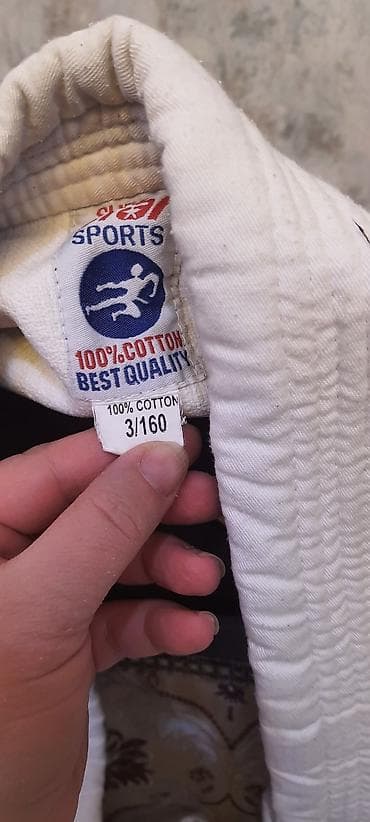 SPORTS
100% COTTON
BEST QUALITY
100% COTTON
3/160